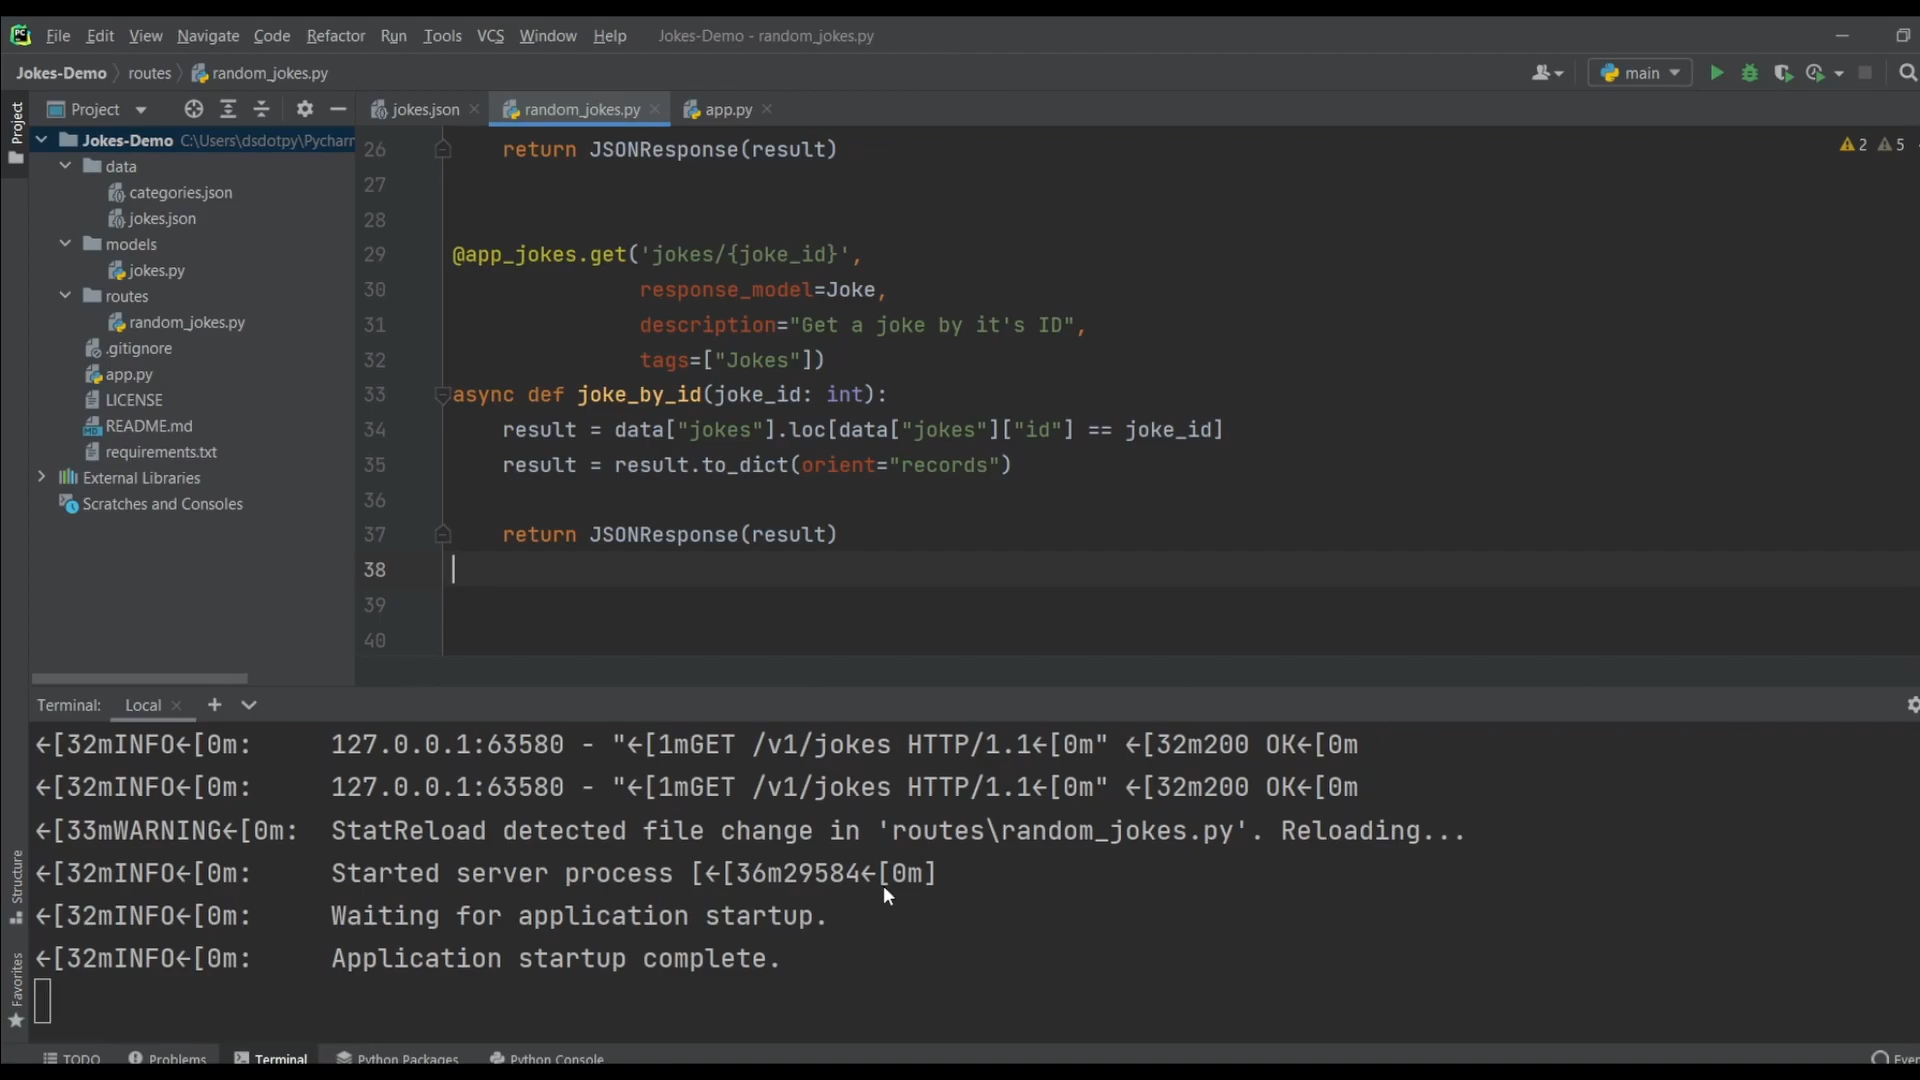 File Edit View Navigate Code Refactor Run Tools VCS Window Help Jokes-Demo - random_jokes.py
Jokes-Demo routes random_jokes.py main
Project
Project jokes.json random_jokes.py app.py
Jokes-Demo C:\Users\dsdotpy\Pycharm
data
categories.json
jokes.json
models
jokes.py
routes
random_jokes.py
.gitignore
app.py
LICENSE
README.md
requirements.txt
External Libraries
Scratches and Consoles
2 5
26 return JSONResponse(result)
27
28
29 @app_jokes.get('jokes/{joke_id}',
30 response_model=Joke,
31 description="Get a joke by it's ID",
32 tags=["Jokes"])
33 async def joke_by_id(joke_id: int):
34 result = data["jokes"].loc[data["jokes"]["id"] == joke_id]
35 result = result.to_dict(orient="records")
36
37 return JSONResponse(result)
38
39
40
Terminal: Local
←[32mINFO←[0m: 127.0.0.1:63580 - "←[1mGET /v1/jokes HTTP/1.1←[0m" ←[32m200 OK←[0m
←[32mINFO←[0m: 127.0.0.1:63580 - "←[1mGET /v1/jokes HTTP/1.1←[0m" ←[32m200 OK←[0m
←[33mWARNING←[0m: StatReload detected file change in 'routes\random_jokes.py'. Reloading...
←[32mINFO←[0m: Started server process [←[36m29584←[0m]
←[32mINFO←[0m: Waiting for application startup.
←[32mINFO←[0m: Application startup complete.
Structure
Favorites
TODO Problems Terminal Python Packages Python Console Even